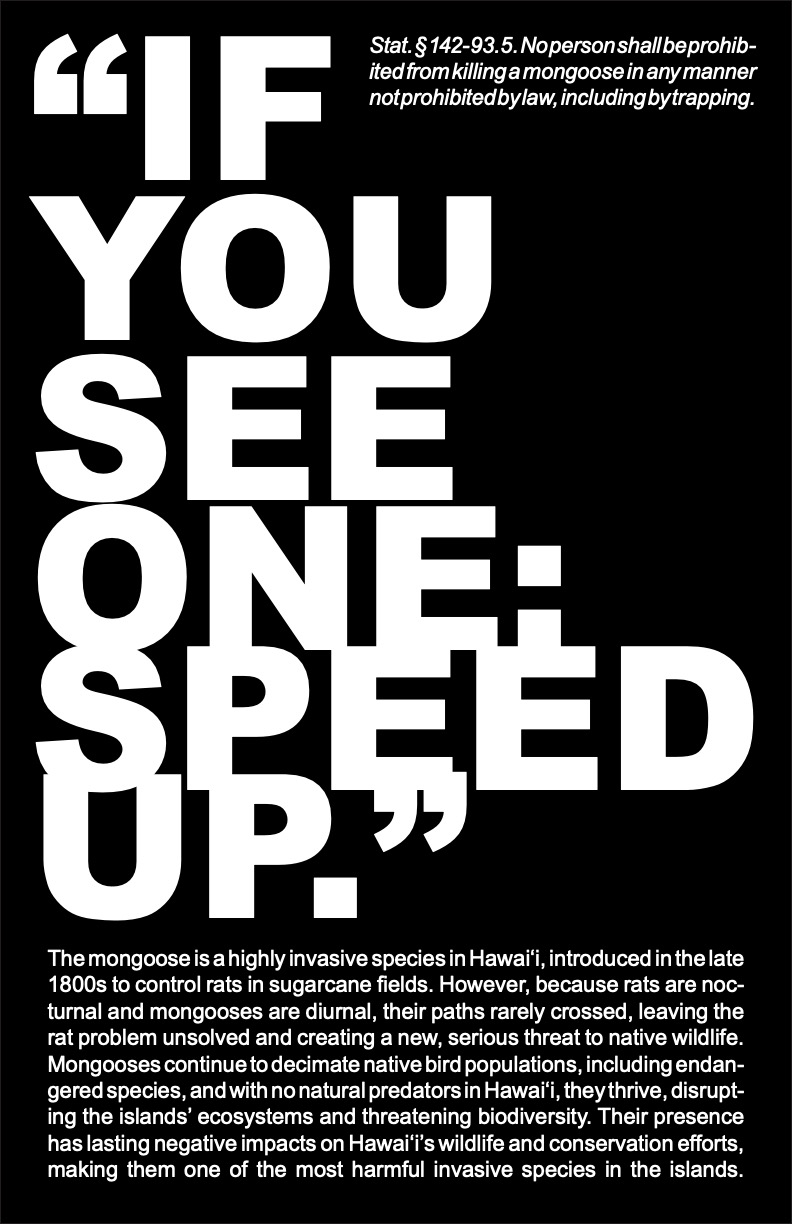 “IF
YOU
SEE
ONE:
SPEED
UP.”
Stat. § 142-93.5. No person shall be prohib-
ited from killing a mongoose in any manner
not prohibited by law, including by trapping.
The mongoose is a highly invasive species in Hawai‘i, introduced in the late
1800s to control rats in sugarcane fields. However, because rats are noc-
turnal and mongooses are diurnal, their paths rarely crossed, leaving the
rat problem unsolved and creating a new, serious threat to native wildlife.
Mongooses continue to decimate native bird populations, including endan-
gered species, and with no natural predators in Hawai‘i, they thrive, disrupt-
ing the islands’ ecosystems and threatening biodiversity. Their presence
has lasting negative impacts on Hawai‘i’s wildlife and conservation efforts,
making them one of the most harmful invasive species in the islands.